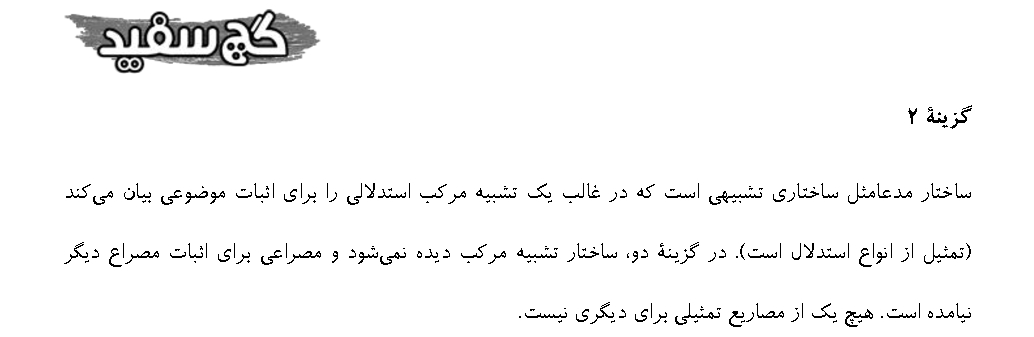 گچ سفید
گزینهٔ ۲
ساختار مدعامثل ساختاری تشبیهی است که در غالب یک تشبیه مرکب استدلالی را برای اثبات موضوعی بیان می‌کند
(تمثیل از انواع استدلال است). در گزینهٔ دو، ساختار تشبیه مرکب دیده نمی‌شود و مصراعی برای اثبات مصراع دیگر
نیامده است. هیچ یک از مصاریع تمثیلی برای دیگری نیست.